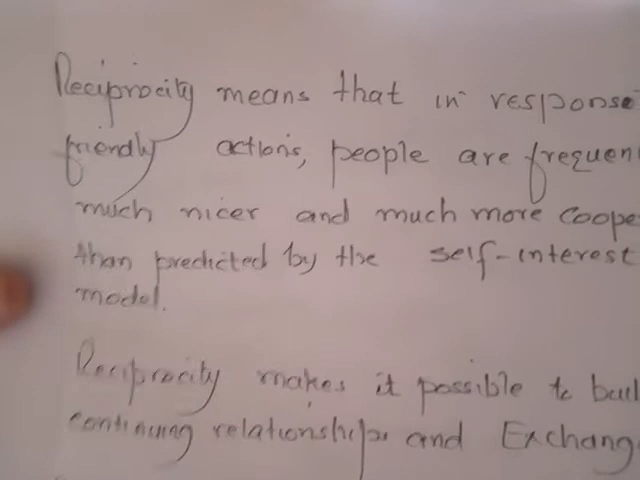 Reciprocity means that in response
friendly actions, people are frequen
much nicer and much more coope
than predicted by the self-interest
model.
Reciprocity makes it possible to buil
continuing relationships and Exchang